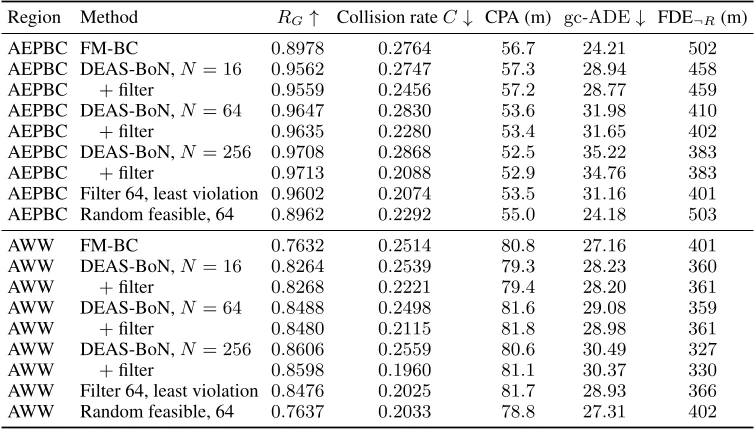 Region Method R_G ↑ Collision rate C ↓ CPA (m) gc-ADE ↓ FDE¬R (m)
AEPBC FM-BC 0.8978 0.2764 56.7 24.21 502
AEPBC DEAS-BoN, N = 16 0.9562 0.2747 57.3 28.94 458
AEPBC + filter 0.9559 0.2456 57.2 28.77 459
AEPBC DEAS-BoN, N = 64 0.9647 0.2830 53.6 31.98 410
AEPBC + filter 0.9635 0.2280 53.4 31.65 402
AEPBC DEAS-BoN, N = 256 0.9708 0.2868 52.5 35.22 383
AEPBC + filter 0.9713 0.2088 52.9 34.76 383
AEPBC Filter 64, least violation 0.9602 0.2074 53.5 31.16 401
AEPBC Random feasible, 64 0.8962 0.2292 55.0 24.18 503
AWW FM-BC 0.7632 0.2514 80.8 27.16 401
AWW DEAS-BoN, N = 16 0.8264 0.2539 79.3 28.23 360
AWW + filter 0.8268 0.2221 79.4 28.20 361
AWW DEAS-BoN, N = 64 0.8488 0.2498 81.6 29.08 359
AWW + filter 0.8480 0.2115 81.8 28.98 361
AWW DEAS-BoN, N = 256 0.8606 0.2559 80.6 30.49 327
AWW + filter 0.8598 0.1960 81.1 30.37 330
AWW Filter 64, least violation 0.8476 0.2025 81.7 28.93 366
AWW Random feasible, 64 0.7637 0.2033 78.8 27.31 402